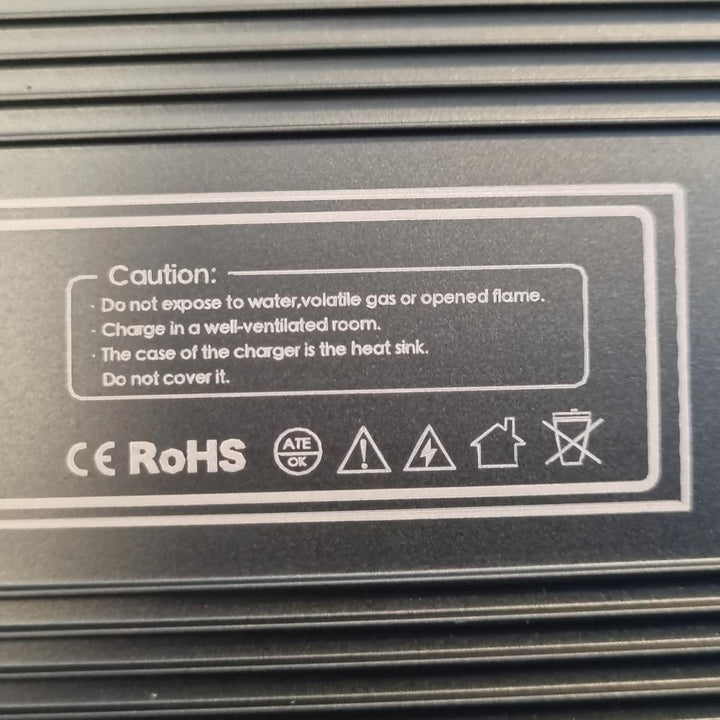 Caution:
· Do not expose to water,volatile gas or opened flame.
· Charge in a well-ventilated room.
· The case of the charger is the heat sink.
Do not cover it.
CE RoHS ATE OK